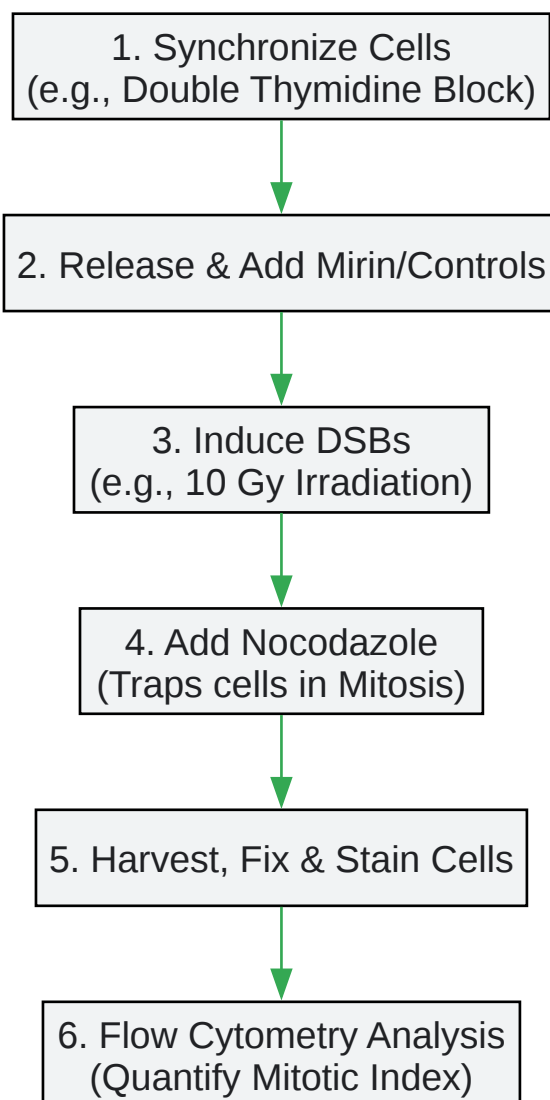 1. Synchronize Cells
(e.g., Double Thymidine Block)
2. Release & Add Mirin/Controls
3. Induce DSBs
(e.g., 10 Gy Irradiation)
4. Add Nocodazole
(Traps cells in Mitosis)
5. Harvest, Fix & Stain Cells
6. Flow Cytometry Analysis
(Quantify Mitotic Index)